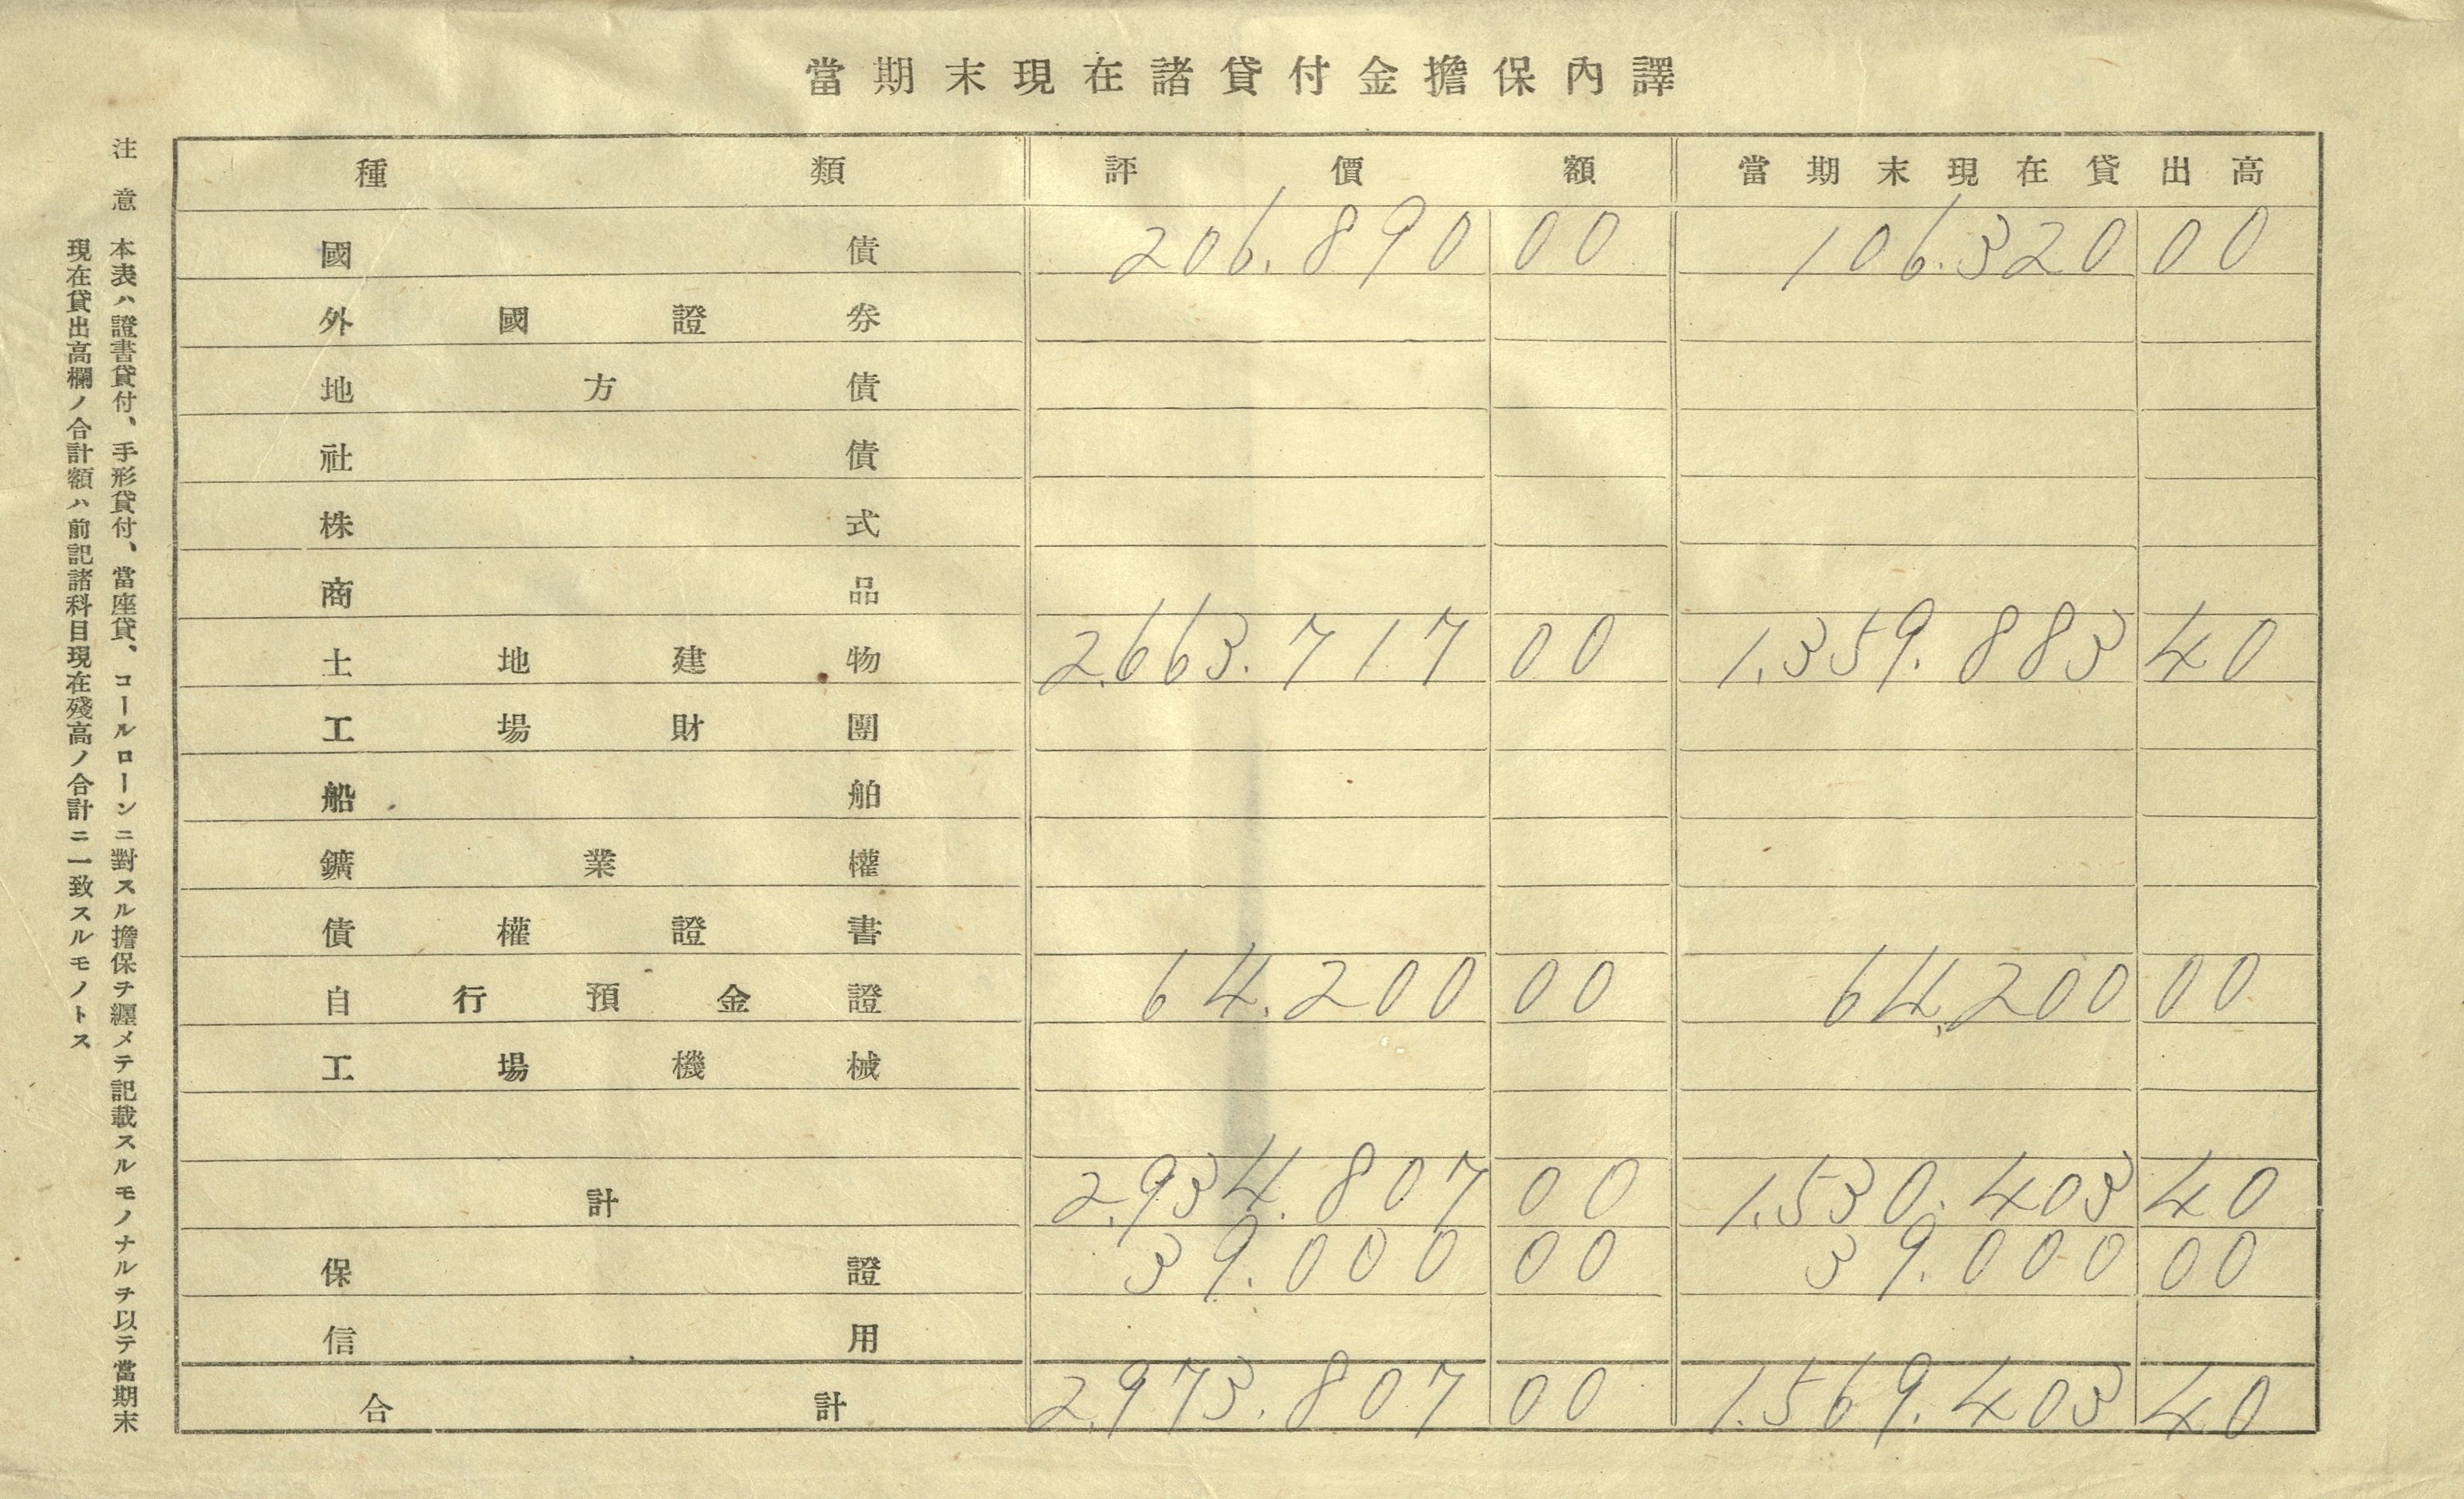 當期末現在諸貸付金擔保內譯
種類 評價額 當期末現在貸出高
國債 206.890 00 106.320 00
外國證券
地方債
社債
株式
商品
土地建物 2.663.717 00 1.359.883 40
工場財團
船舶
鑛業權
債權證書
自行預金證 64.200 00 64.200 00
工場機械
計 2.934.807 00 1.530.403 40
保證 39.000 00 39.000 00
信用
合計 2.973.807 00 1.569.403 40
注意 本表ハ證書貸付、手形貸付、當座貸、コールローンニ對スル擔保ヲ纒メテ記載スルモノナルヲ以テ當期末
現在貸出高欄ノ合計額ハ前記諸科目現在殘高ノ合計ニ一致スルモノトス